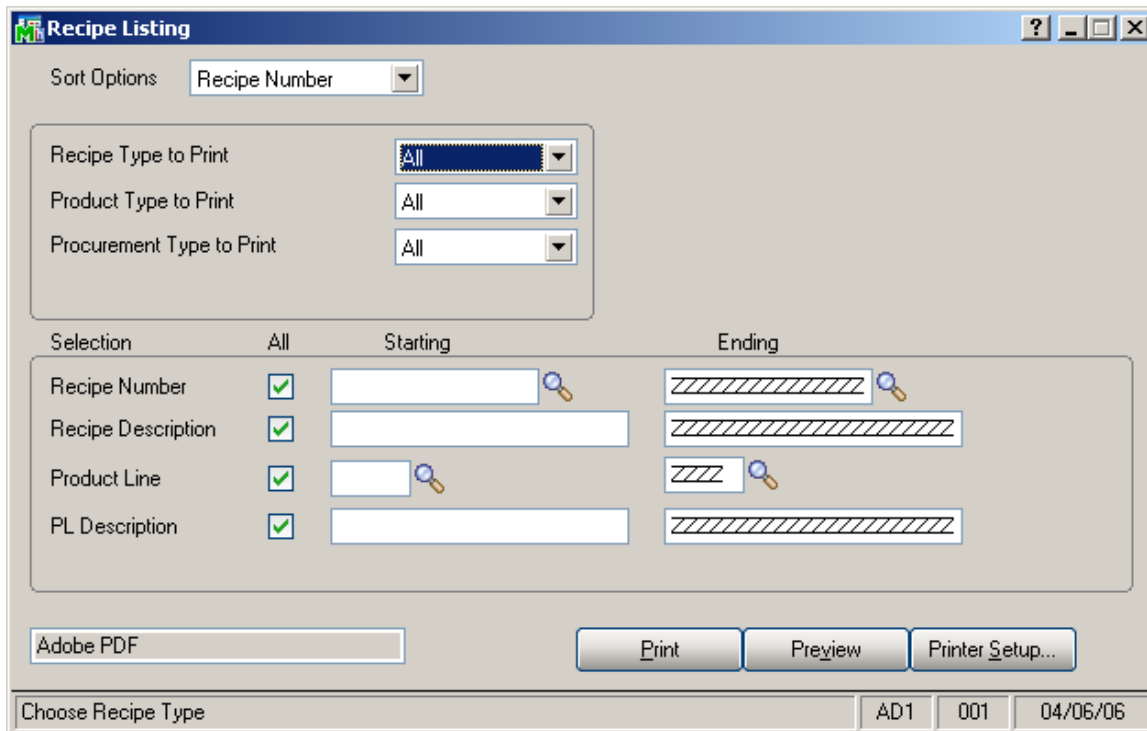 Recipe Listing
Sort Options Recipe Number
Recipe Type to Print All
Product Type to Print All
Procurement Type to Print All
Selection All Starting Ending
Recipe Number ZZZZZZZZZZZZZZZ
Recipe Description ZZZZZZZZZZZZZZZZZZZZZZ
Product Line ZZZZ
PL Description ZZZZZZZZZZZZZZZZZZZZZZ
Adobe PDF Print Preview Printer Setup...
Choose Recipe Type AD1 001 04/06/06